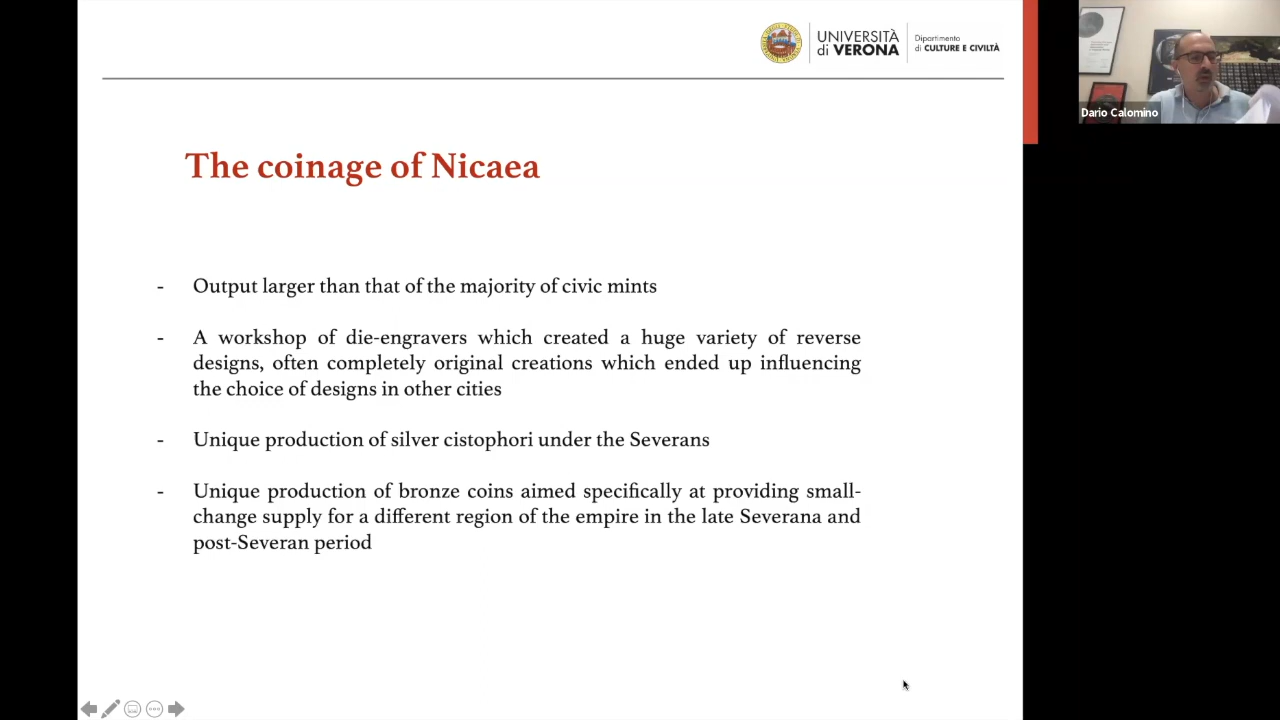 UNIVERSITÀ
di VERONA
Dipartimento
di CULTURE E CIVILTÀ
Dario Calomino
The coinage of Nicaea
- Output larger than that of the majority of civic mints
- A workshop of die-engravers which created a huge variety of reverse
designs, often completely original creations which ended up influencing
the choice of designs in other cities
- Unique production of silver cistophori under the Severans
- Unique production of bronze coins aimed specifically at providing small-
change supply for a different region of the empire in the late Severana and
post-Severan period